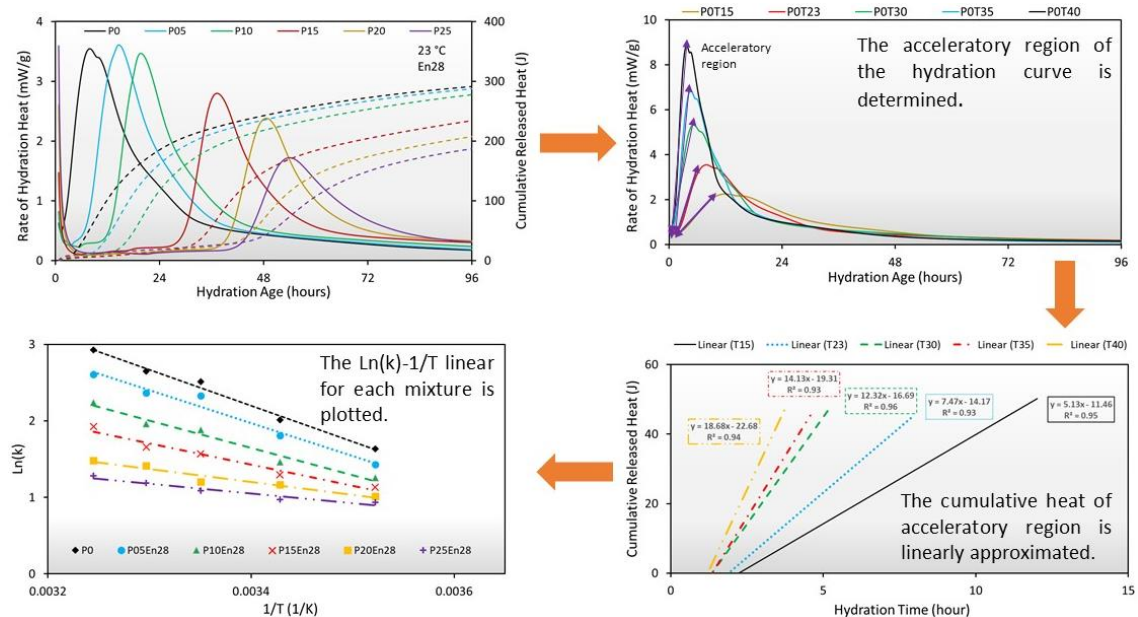 P0 P05 P10 P15 P20 P25
Rate of Hydration Heat (mW/g)
4
3
2
1
0
23 °C
En28
400
300
200
100
0
Cumulative Released Heat (J)
0 24 48 72 96
Hydration Age (hours)
P0T15 P0T23 P0T30 P0T35 P0T40
Rate of Hydration Heat (mW/g)
10
8
6
4
2
0
Acceleratory
region
The acceleratory region of
the hydration curve is
determined.
0 24 48 72 96
Hydration Age (hours)
Ln(k)
3
2
1
0
The Ln(k)-1/T linear
for each mixture is
plotted.
P0 P05En28 P10En28 P15En28 P20En28 P25En28
0.0032 0.0034 0.0036
1/T (1/K)
Linear (T15) Linear (T23) Linear (T30) Linear (T35) Linear (T40)
Cumulative Released Heat (J)
60
40
20
0
y = 14.13x - 19.31
R² = 0.93
y = 12.32x - 16.69
R² = 0.96
y = 7.47x - 14.17
R² = 0.93
y = 5.13x - 11.46
R² = 0.95
y = 18.68x - 22.68
R² = 0.94
The cumulative heat of
acceleratory region is
linearly approximated.
0 5 10 15
Hydration Time (hour)